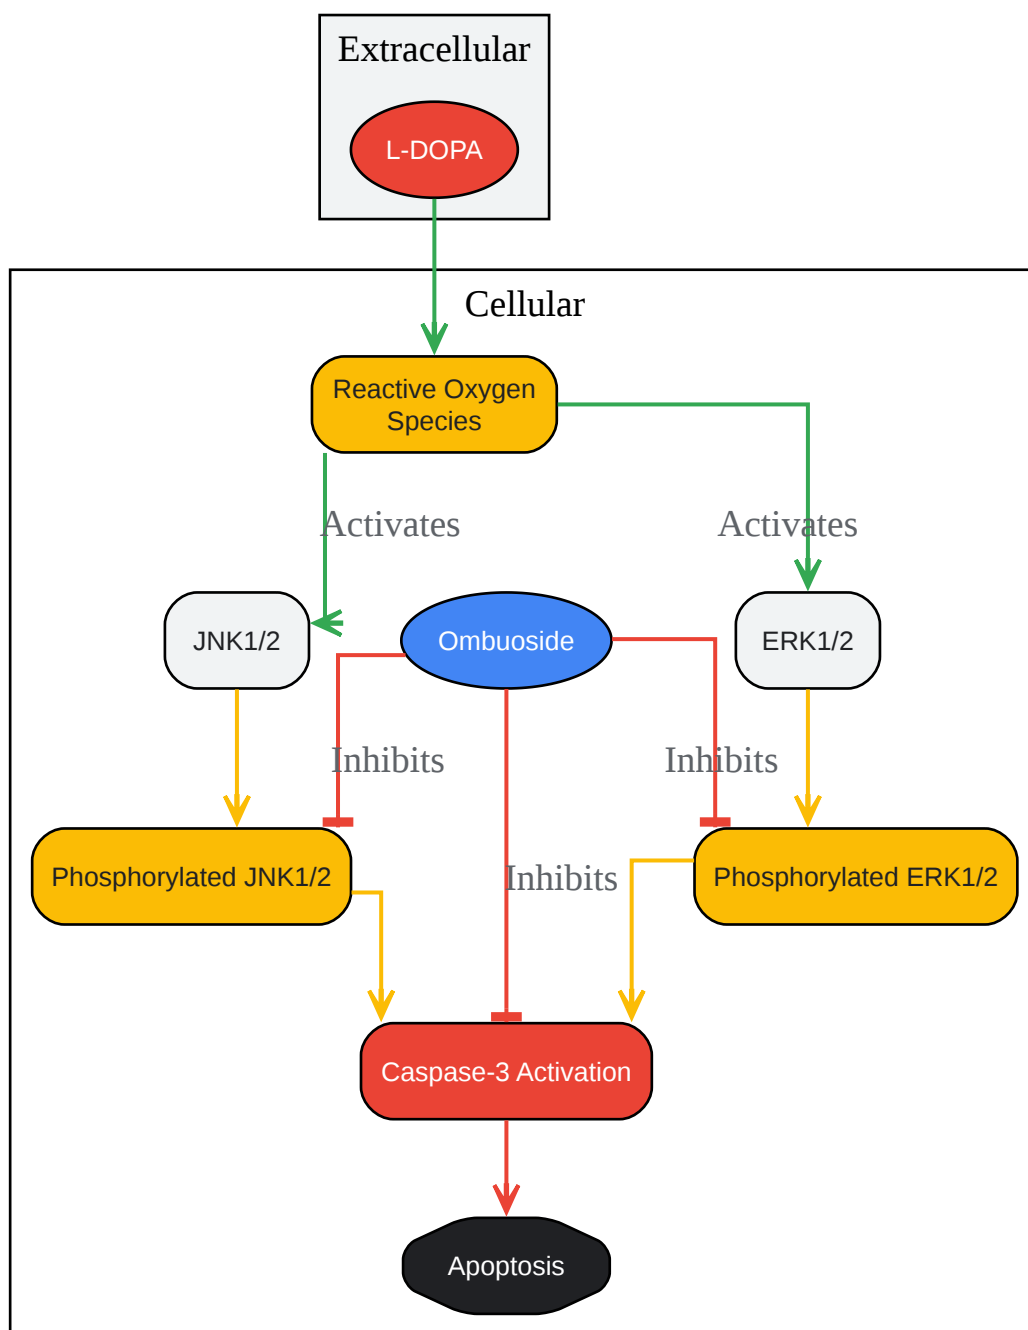 Extracellular
L-DOPA
Cellular
Reactive Oxygen
Species
Activates
Activates
JNK1/2
Ombuoside
ERK1/2
Inhibits
Inhibits
Phosphorylated JNK1/2
Inhibits
Phosphorylated ERK1/2
Caspase-3 Activation
Apoptosis